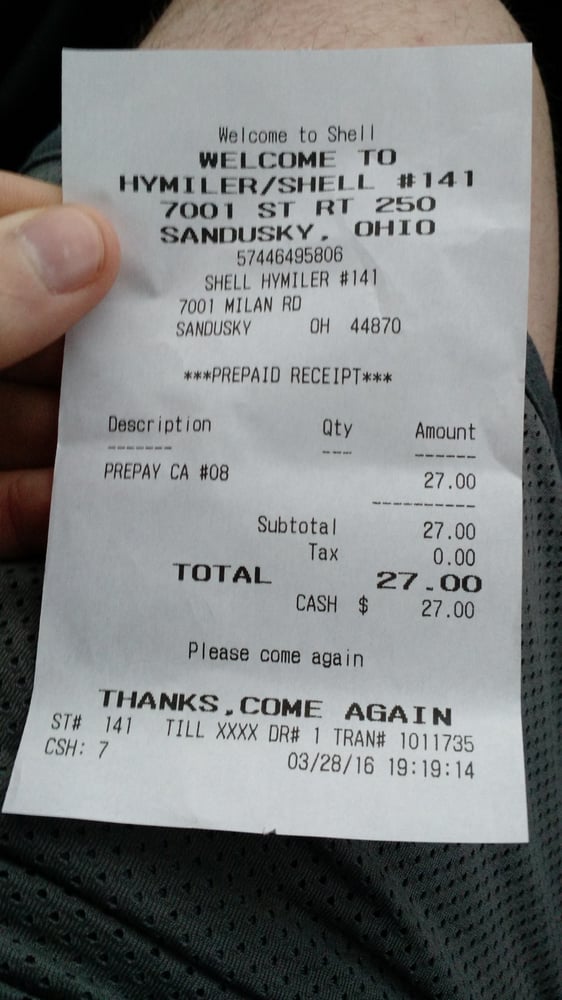 Welcome to Shell
WELCOME TO
HYMILER/SHELL #141
7001 ST RT 250
SANDUSKY, OHIO
57446495806
SHELL HYMILER #141
7001 MILAN RD
SANDUSKY OH 44870
***PREPAID RECEIPT***
Description Qty Amount
------- --- ------
PREPAY CA #08 27.00
----------
Subtotal 27.00
Tax 0.00
TOTAL 27.00
CASH $ 27.00
Please come again
THANKS,COME AGAIN
ST# 141 TILL XXXX DR# 1 TRAN# 1011735
CSH: 7 03/28/16 19:19:14